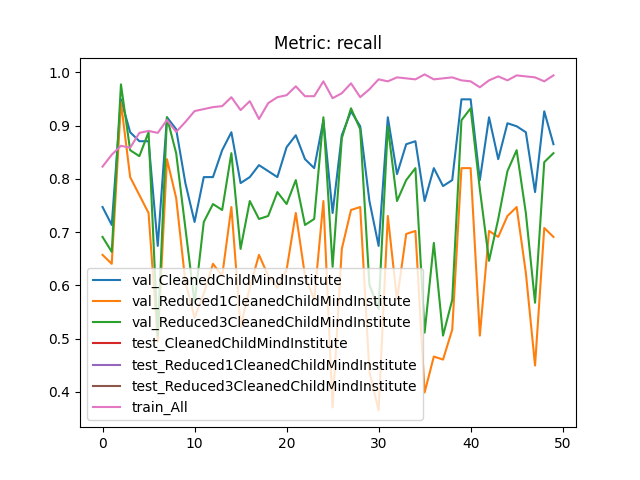 Metric: recall
1.0
0.9
0.8
0.7
0.6
0.5
0.4
val_CleanedChildMindInstitute
val_Reduced1CleanedChildMindInstitute
val_Reduced3CleanedChildMindInstitute
test_CleanedChildMindInstitute
test_Reduced1CleanedChildMindInstitute
test_Reduced3CleanedChildMindInstitute
train_All
0 10 20 30 40 50